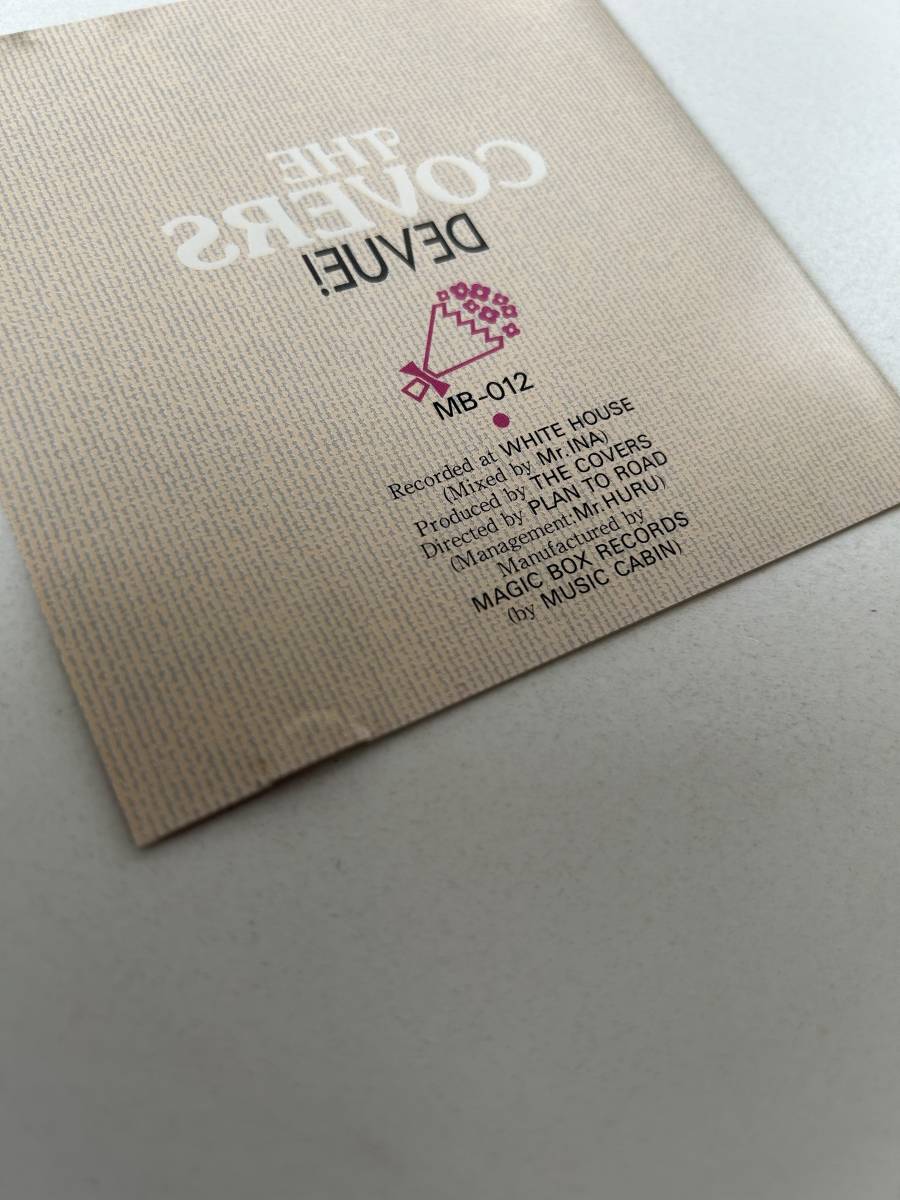 THE
COVERS
DEVUE!
MB-012
Recorded at WHITE HOUSE
(Mixed by Mr.INA)
Produced by THE COVERS
Directed by PLAN TO ROAD
(Management:Mr.HURU)
Manufactured by
MAGIC BOX RECORDS
(by MUSIC CABIN)